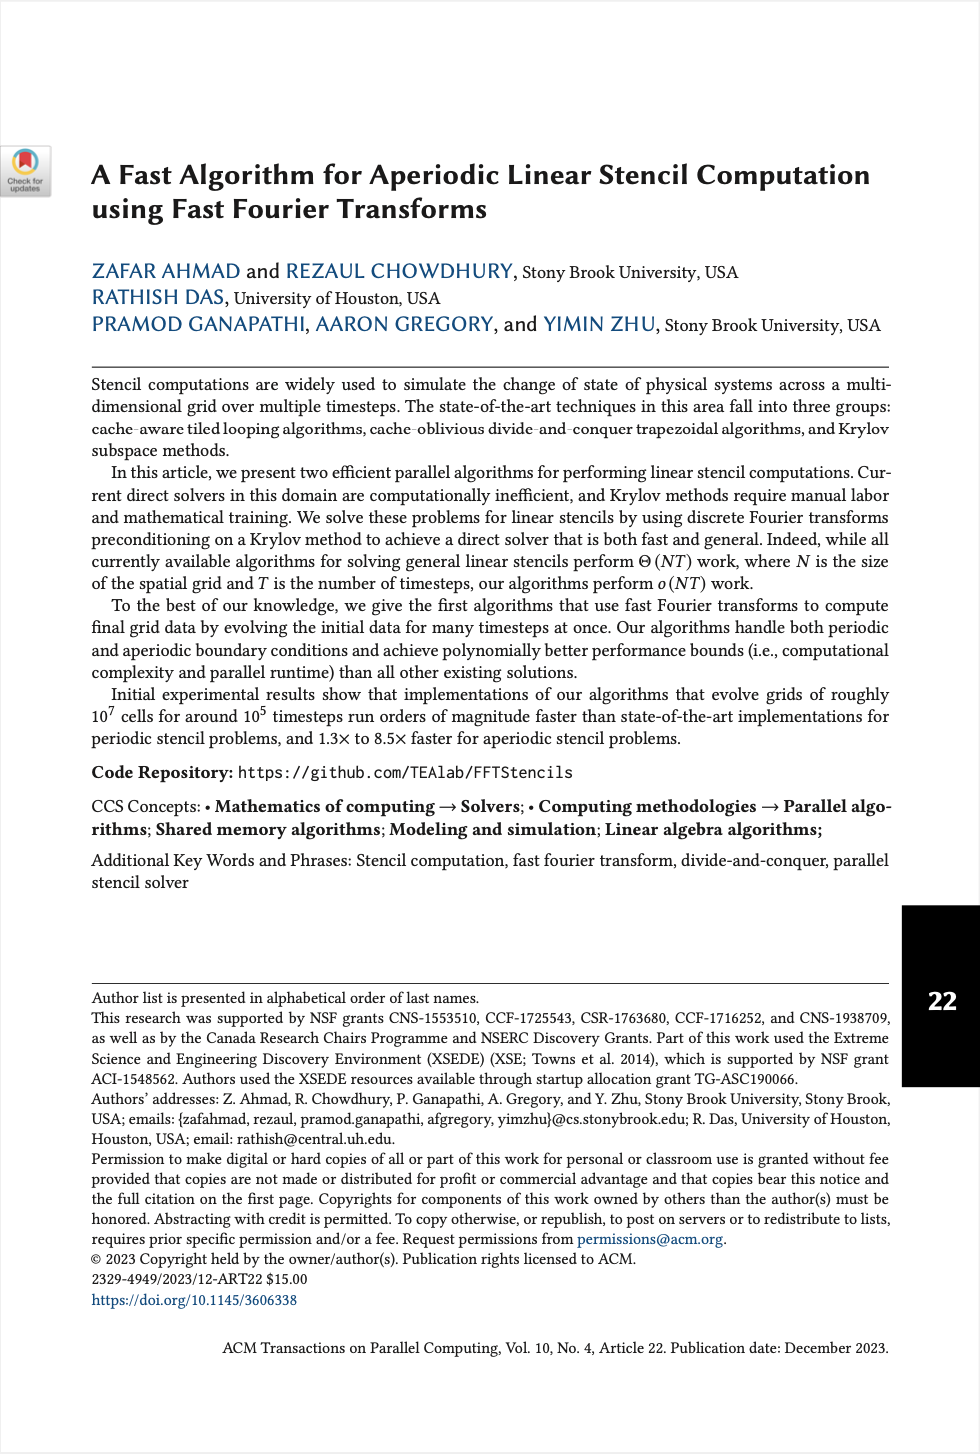 Check for
updates
A Fast Algorithm for Aperiodic Linear Stencil Computation
using Fast Fourier Transforms
ZAFAR AHMAD and REZAUL CHOWDHURY, Stony Brook University, USA
RATHISH DAS, University of Houston, USA
PRAMOD GANAPATHI, AARON GREGORY, and YIMIN ZHU, Stony Brook University, USA
Stencil computations are widely used to simulate the change of state of physical systems across a multi-
dimensional grid over multiple timesteps. The state-of-the-art techniques in this area fall into three groups:
cache-aware tiled looping algorithms, cache-oblivious divide-and-conquer trapezoidal algorithms, and Krylov
subspace methods.
In this article, we present two efficient parallel algorithms for performing linear stencil computations. Cur-
rent direct solvers in this domain are computationally inefficient, and Krylov methods require manual labor
and mathematical training. We solve these problems for linear stencils by using discrete Fourier transforms
preconditioning on a Krylov method to achieve a direct solver that is both fast and general. Indeed, while all
currently available algorithms for solving general linear stencils perform Θ(NT) work, where N is the size
of the spatial grid and T is the number of timesteps, our algorithms perform o(NT) work.
To the best of our knowledge, we give the first algorithms that use fast Fourier transforms to compute
final grid data by evolving the initial data for many timesteps at once. Our algorithms handle both periodic
and aperiodic boundary conditions and achieve polynomially better performance bounds (i.e., computational
complexity and parallel runtime) than all other existing solutions.
Initial experimental results show that implementations of our algorithms that evolve grids of roughly
10⁷ cells for around 10⁵ timesteps run orders of magnitude faster than state-of-the-art implementations for
periodic stencil problems, and 1.3× to 8.5× faster for aperiodic stencil problems.
Code Repository: https://github.com/TEAlab/FFTStencils
CCS Concepts: • Mathematics of computing → Solvers; • Computing methodologies → Parallel algo-
rithms; Shared memory algorithms; Modeling and simulation; Linear algebra algorithms;
Additional Key Words and Phrases: Stencil computation, fast fourier transform, divide-and-conquer, parallel
stencil solver
22
Author list is presented in alphabetical order of last names.
This research was supported by NSF grants CNS-1553510, CCF-1725543, CSR-1763680, CCF-1716252, and CNS-1938709,
as well as by the Canada Research Chairs Programme and NSERC Discovery Grants. Part of this work used the Extreme
Science and Engineering Discovery Environment (XSEDE) (XSE; Towns et al. 2014), which is supported by NSF grant
ACI-1548562. Authors used the XSEDE resources available through startup allocation grant TG-ASC190066.
Authors' addresses: Z. Ahmad, R. Chowdhury, P. Ganapathi, A. Gregory, and Y. Zhu, Stony Brook University, Stony Brook,
USA; emails: {zafahmad, rezaul, pramod.ganapathi, afgregory, yimzhu}@cs.stonybrook.edu; R. Das, University of Houston,
Houston, USA; email: rathish@central.uh.edu.
Permission to make digital or hard copies of all or part of this work for personal or classroom use is granted without fee
provided that copies are not made or distributed for profit or commercial advantage and that copies bear this notice and
the full citation on the first page. Copyrights for components of this work owned by others than the author(s) must be
honored. Abstracting with credit is permitted. To copy otherwise, or republish, to post on servers or to redistribute to lists,
requires prior specific permission and/or a fee. Request permissions from permissions@acm.org.
© 2023 Copyright held by the owner/author(s). Publication rights licensed to ACM.
2329-4949/2023/12-ART22 $15.00
https://doi.org/10.1145/3606338
ACM Transactions on Parallel Computing, Vol. 10, No. 4, Article 22. Publication date: December 2023.